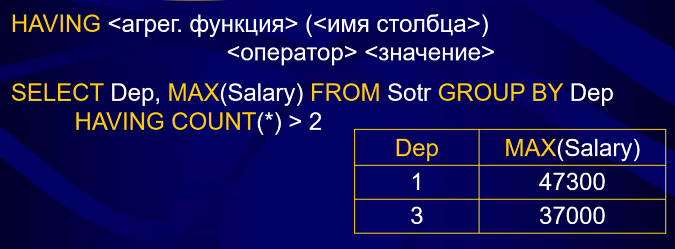 HAVING <агрег. функция> (<имя столбца>)
<оператор> <значение>
SELECT Dep, MAX(Salary) FROM Sotr GROUP BY Dep
HAVING COUNT(*) > 2
Dep MAX(Salary)
1 47300
3 37000